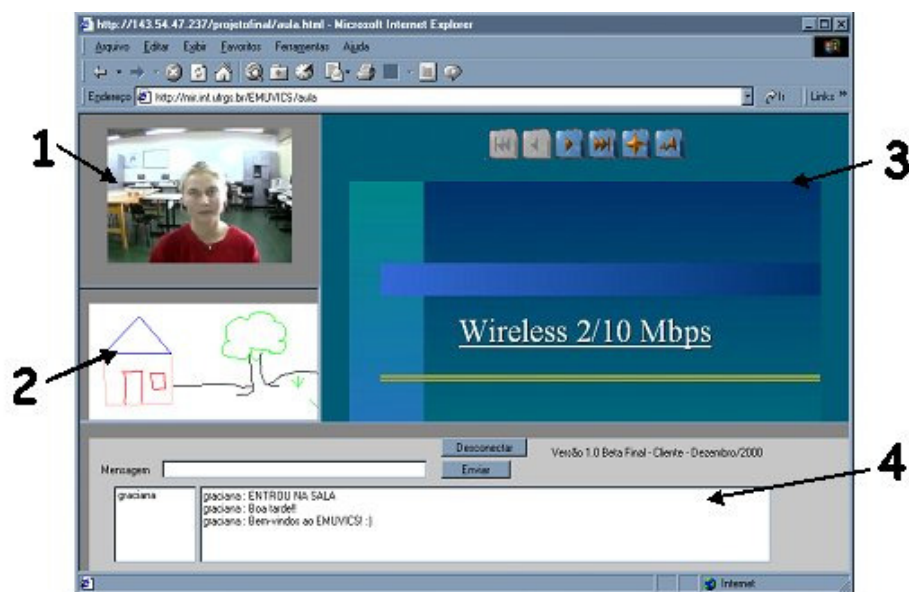 http://143.54.47.237/projetofinal/aula.html - Microsoft Internet Explorer
Arquivo Editar Exibir Favoritos Ferramentas Ajuda
Endereço http://nir.inf.ufrgs.br/EMUVICS/aula Ir Links »
1
3
Wireless 2/10 Mbps
2
Desconectar
Versão 1.0 Beta Final - Cliente - Dezembro/2000
Mensagem
Enviar
4
graciana
graciana : ENTROU NA SALA
graciana : Boa tarde!!
graciana : Bem-vindos ao EMUVICS! :)
Internet